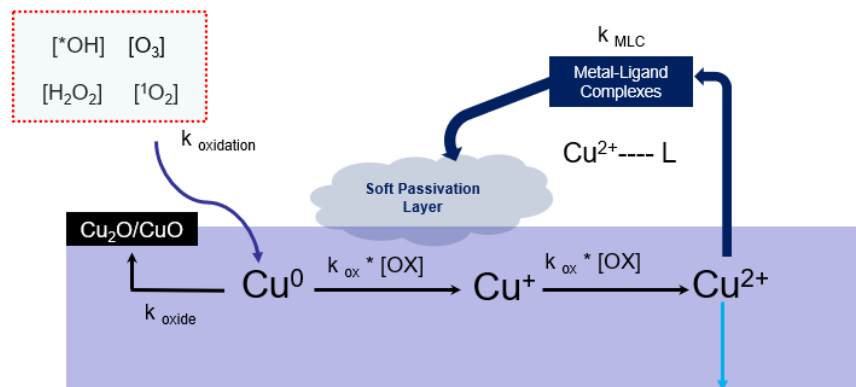 [*OH] [O₃]
[H₂O₂] [¹O₂]
k oxidation
k MLC
Metal-Ligand
Complexes
Cu²⁺---- L
Soft Passivation
Layer
Cu₂O/CuO
Cu⁰ k ox * [OX] Cu⁺ k ox * [OX] Cu²⁺
k oxide